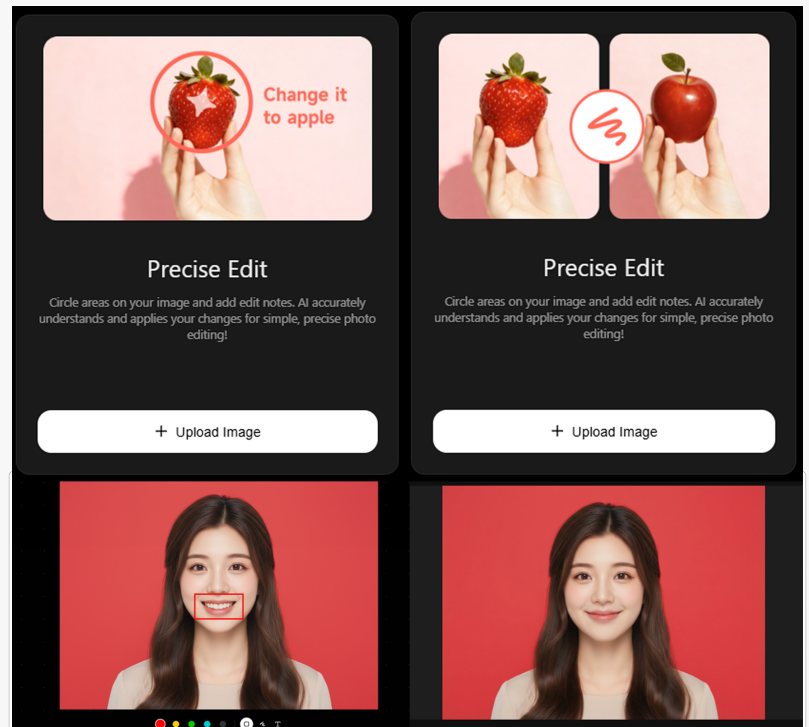 Change it
to apple
Precise Edit
Circle areas on your image and add edit notes. AI accurately
understands and applies your changes for simple, precise photo
editing!
+ Upload Image
Precise Edit
Circle areas on your image and add edit notes. AI accurately
understands and applies your changes for simple, precise photo
editing!
+ Upload Image
T